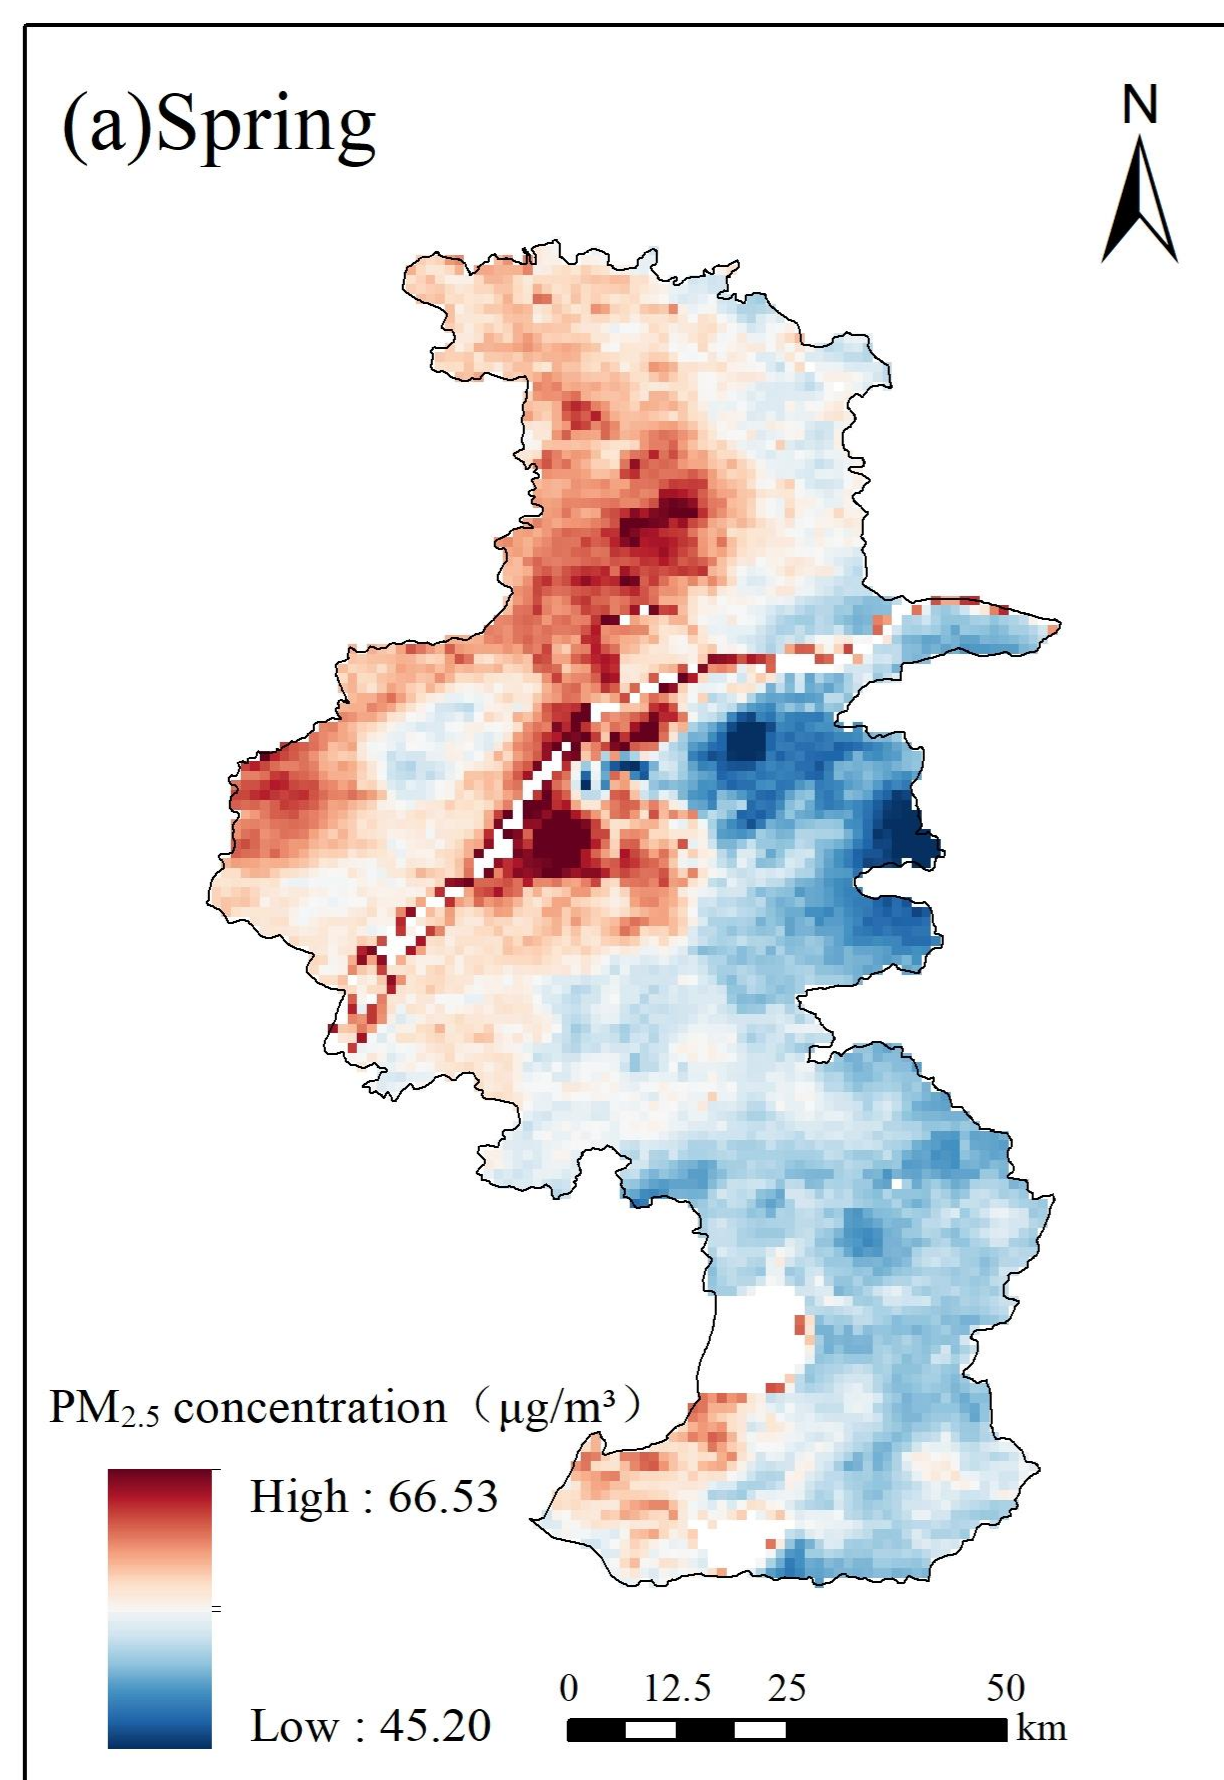 (a)Spring
N
PM₂.₅ concentration（μg/m³）
High : 66.53
Low : 45.20
0 12.5 25 50
km